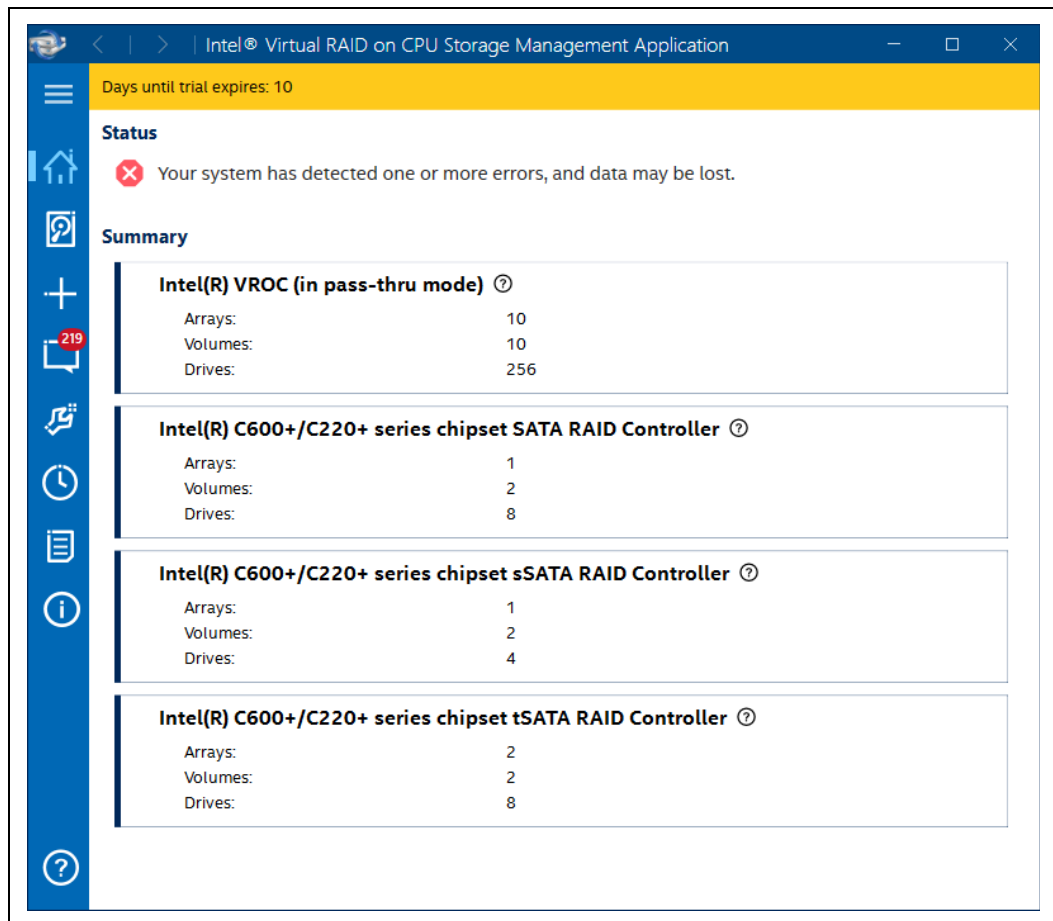 Intel® Virtual RAID on CPU Storage Management Application
Days until trial expires: 10
Status
Your system has detected one or more errors, and data may be lost.
219
Summary
Intel(R) VROC (in pass-thru mode) ?
Arrays: 10
Volumes: 10
Drives: 256
Intel(R) C600+/C220+ series chipset SATA RAID Controller ?
Arrays: 1
Volumes: 2
Drives: 8
Intel(R) C600+/C220+ series chipset sSATA RAID Controller ?
Arrays: 1
Volumes: 2
Drives: 4
Intel(R) C600+/C220+ series chipset tSATA RAID Controller ?
Arrays: 2
Volumes: 2
Drives: 8